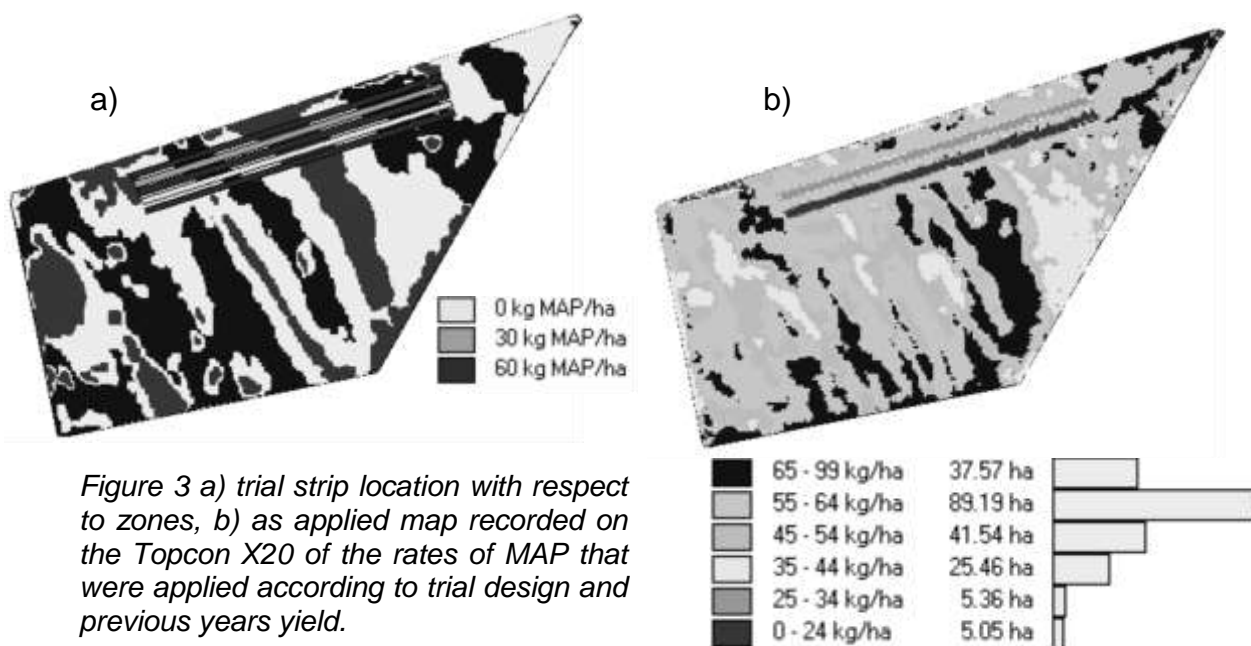 a)
b)
0 kg MAP/ha
30 kg MAP/ha
60 kg MAP/ha
Figure 3 a) trial strip location with respect
to zones, b) as applied map recorded on
the Topcon X20 of the rates of MAP that
were applied according to trial design and
previous years yield.
65 - 99 kg/ha 37.57 ha
55 - 64 kg/ha 89.19 ha
45 - 54 kg/ha 41.54 ha
35 - 44 kg/ha 25.46 ha
25 - 34 kg/ha 5.36 ha
0 - 24 kg/ha 5.05 ha